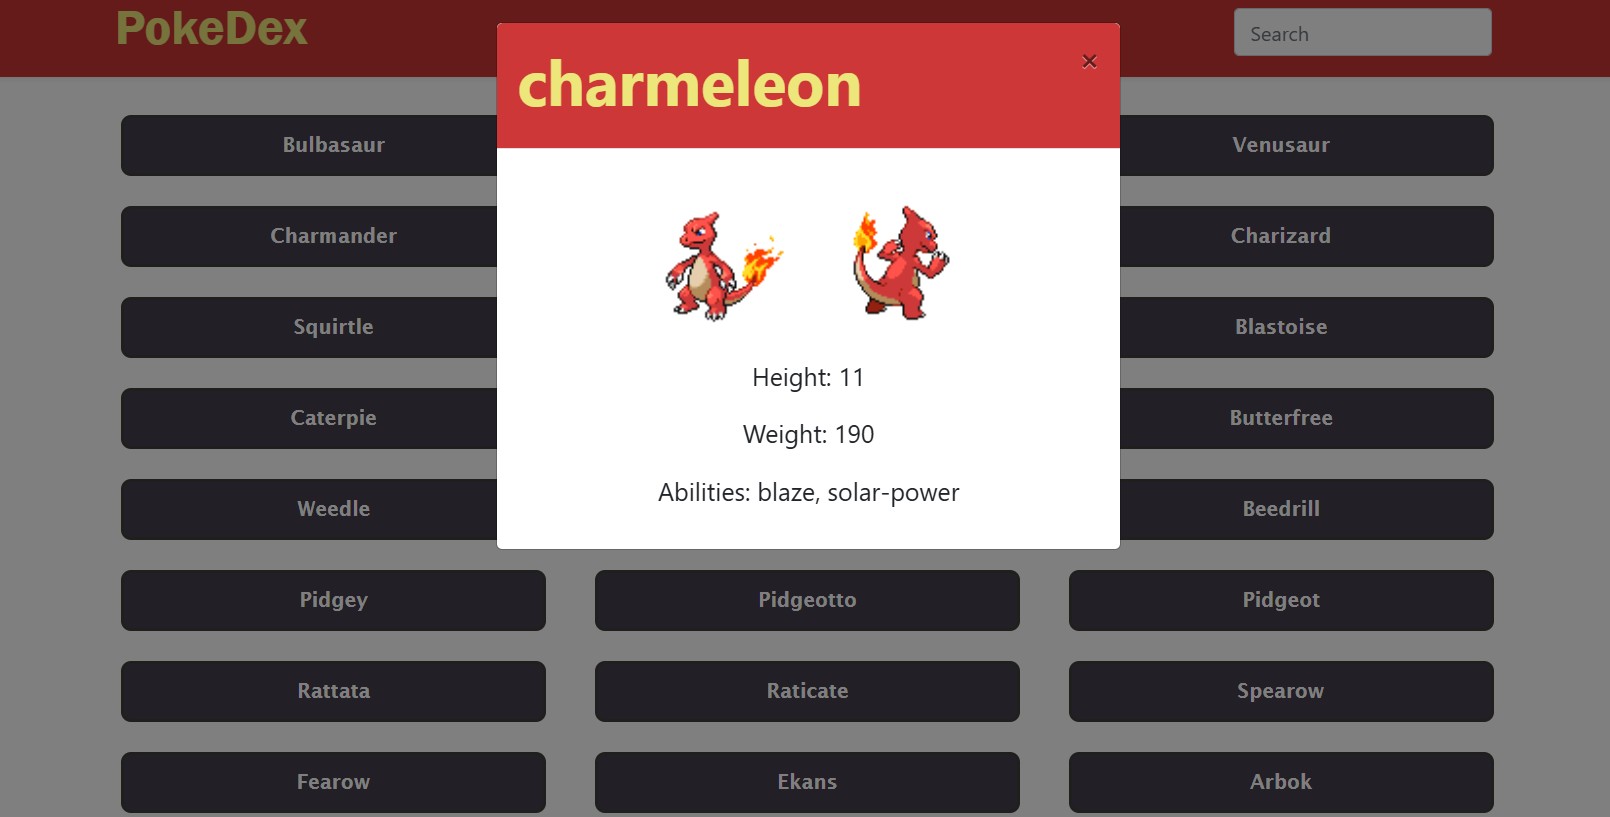 PokeDex
Search
charmeleon
×
Height: 11
Weight: 190
Abilities: blaze, solar-power
Bulbasaur
Venusaur
Charmander
Charizard
Squirtle
Blastoise
Caterpie
Butterfree
Weedle
Beedrill
Pidgey
Pidgeotto
Pidgeot
Rattata
Raticate
Spearow
Fearow
Ekans
Arbok